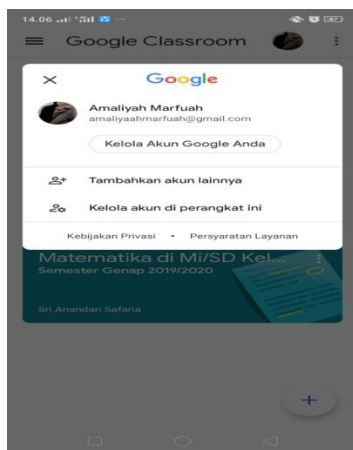 14.06
Google Classroom
Google
Amaliyah Marfuah
amaliyaahmarfuah@gmail.com
Kelola Akun Google Anda
Tambahkan akun lainnya
Kelola akun di perangkat ini
Kebijakan Privasi • Persyaratan Layanan
Matematika di Mi/SD Kel...
Semester Genap 2019/2020
Sri Anandari Safaria